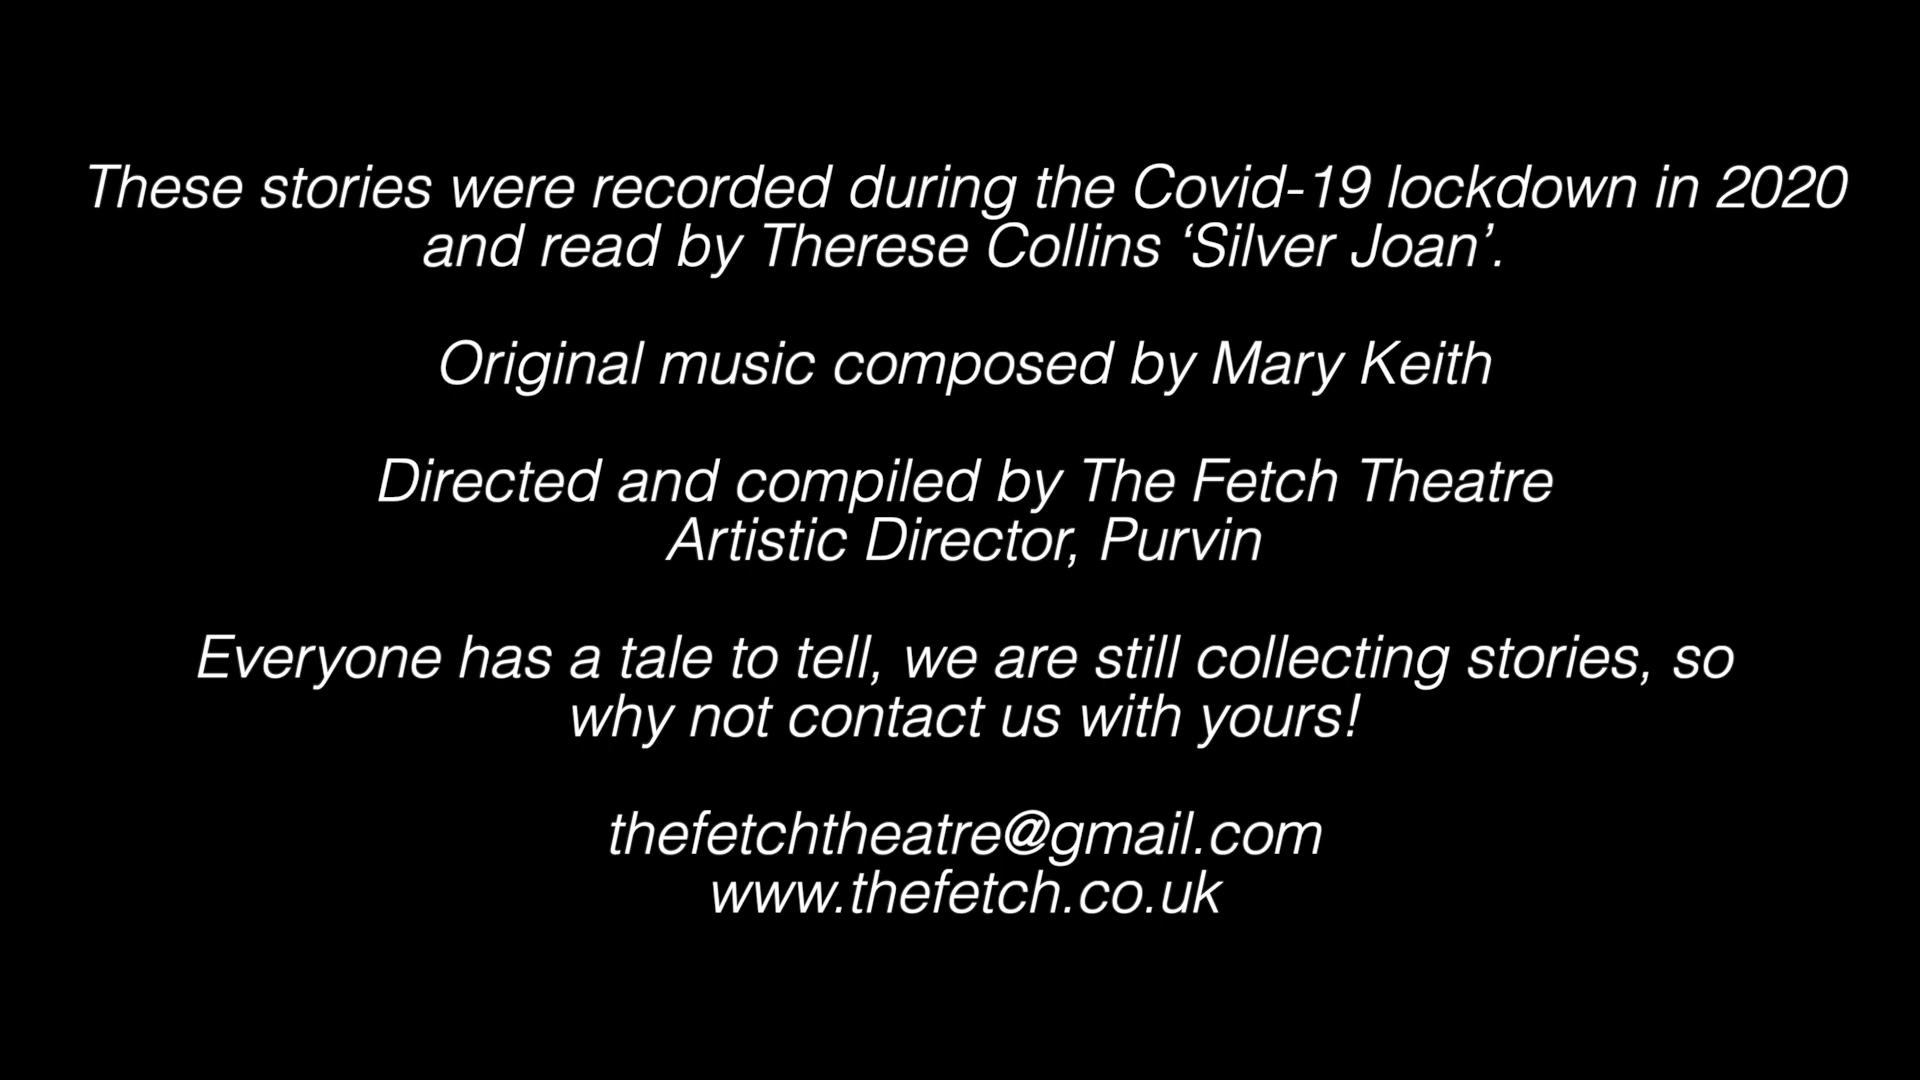 These stories were recorded during the Covid-19 lockdown in 2020
and read by Therese Collins ‘Silver Joan’.
Original music composed by Mary Keith
Directed and compiled by The Fetch Theatre
Artistic Director, Purvin
Everyone has a tale to tell, we are still collecting stories, so
why not contact us with yours!
thefetchtheatre@gmail.com
www.thefetch.co.uk